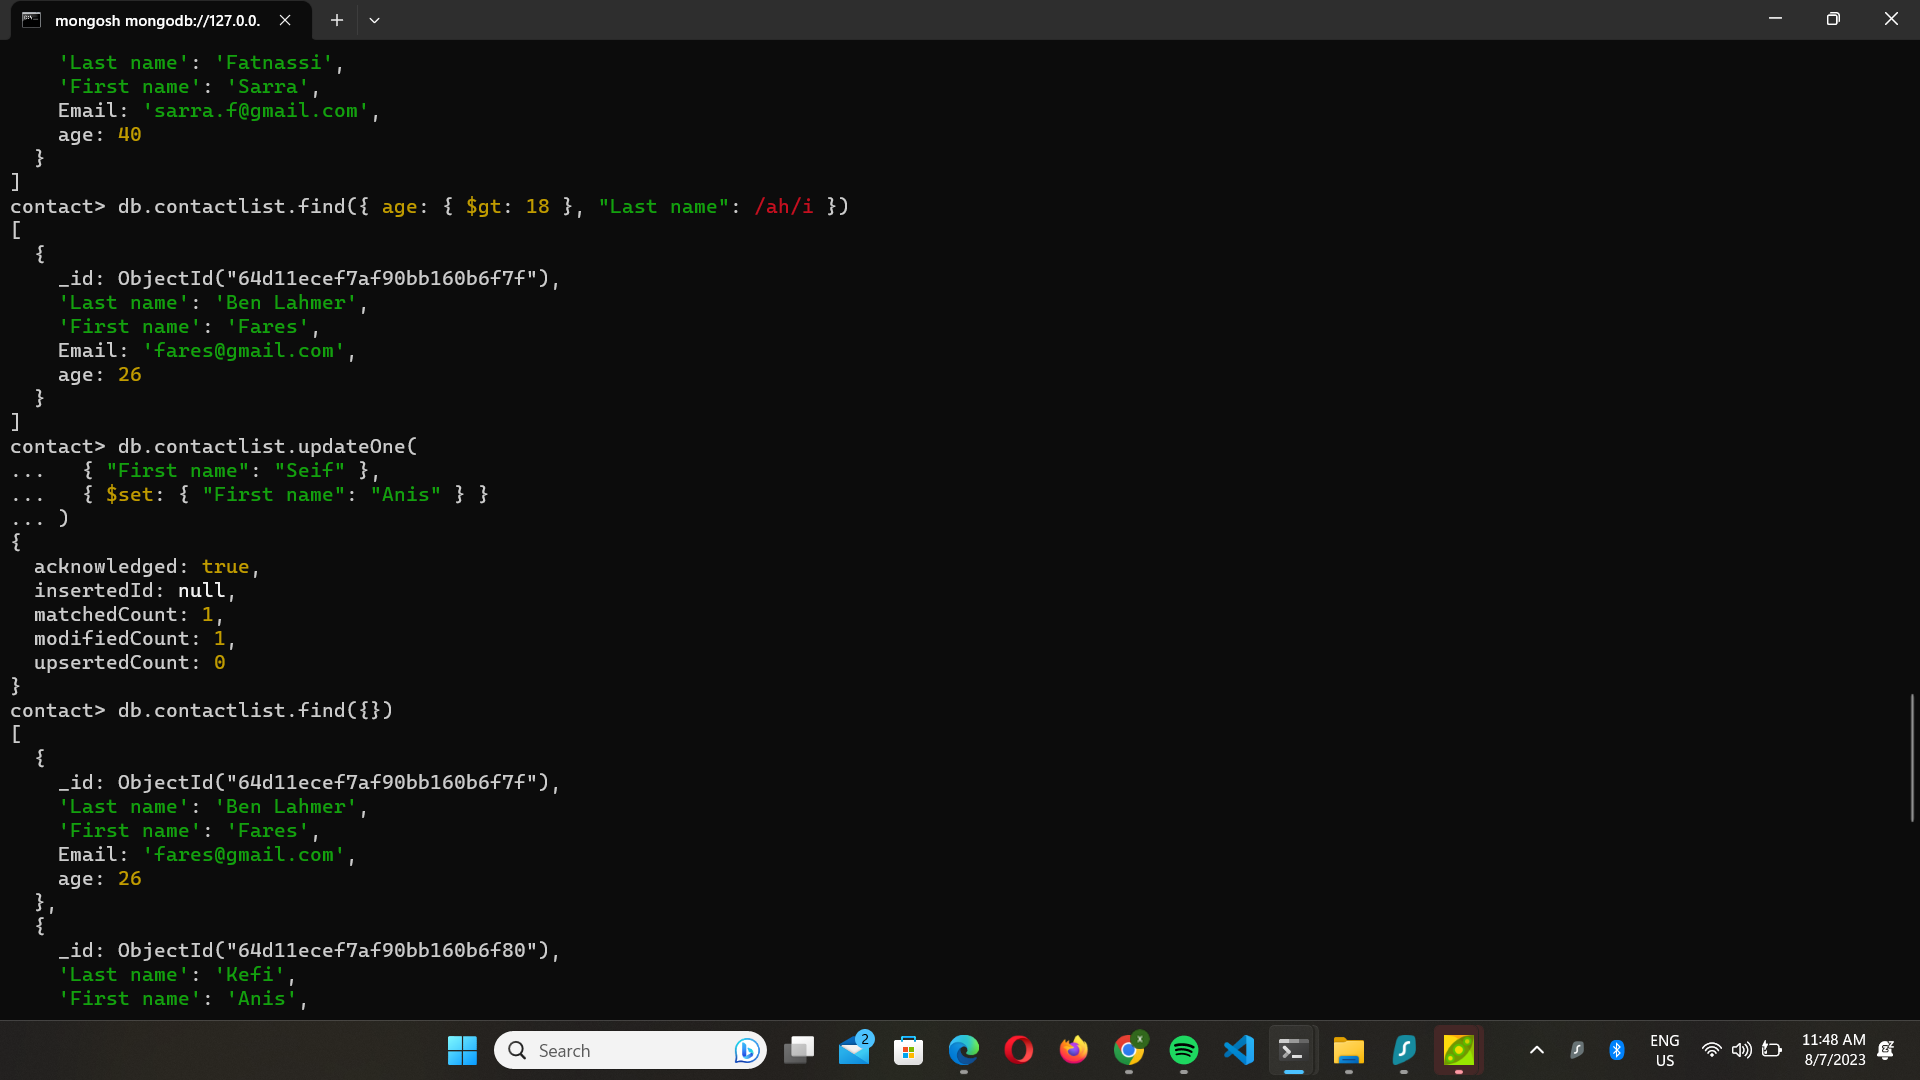 mongosh mongodb://127.0.0.
    'Last name': 'Fatnassi',
    'First name': 'Sarra',
    Email: 'sarra.f@gmail.com',
    age: 40
  }
]
contact> db.contactlist.find({ age: { $gt: 18 }, "Last name": /ah/i })
[
  {
    _id: ObjectId("64d11ecef7af90bb160b6f7f"),
    'Last name': 'Ben Lahmer',
    'First name': 'Fares',
    Email: 'fares@gmail.com',
    age: 26
  }
]
contact> db.contactlist.updateOne(
...   { "First name": "Seif" },
...   { $set: { "First name": "Anis" } }
... )
{
  acknowledged: true,
  insertedId: null,
  matchedCount: 1,
  modifiedCount: 1,
  upsertedCount: 0
}
contact> db.contactlist.find({})
[
  {
    _id: ObjectId("64d11ecef7af90bb160b6f7f"),
    'Last name': 'Ben Lahmer',
    'First name': 'Fares',
    Email: 'fares@gmail.com',
    age: 26
  },
  {
    _id: ObjectId("64d11ecef7af90bb160b6f80"),
    'Last name': 'Kefi',
    'First name': 'Anis',
Search
2
x
ENG
US
11:48 AM
8/7/2023